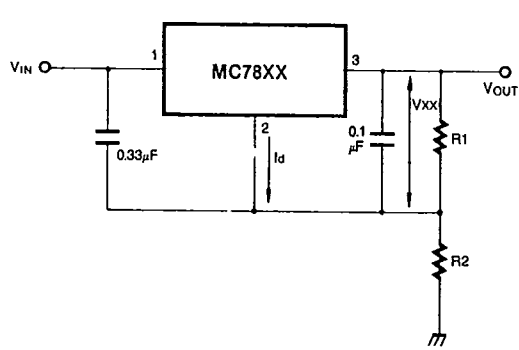 VIN
1
MC78XX
3
VOUT
2
Id
0.33µF
0.1
µF
VXX
R1
R2